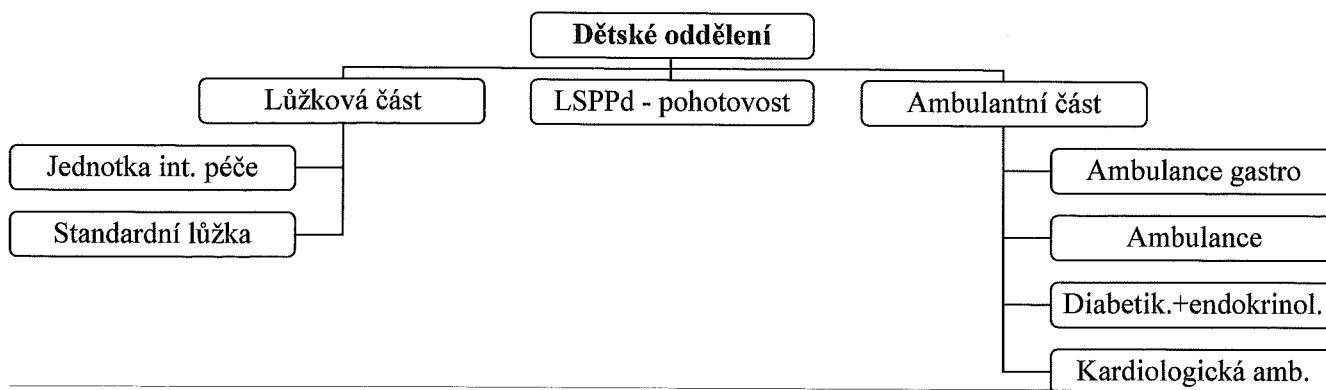 Dětské oddělení
Lůžková část
LSPPd - pohotovost
Ambulantní část
Jednotka int. péče
Ambulance gastro
Standardní lůžka
Ambulance
Diabetik.+endokrinol.
Kardiologická amb.